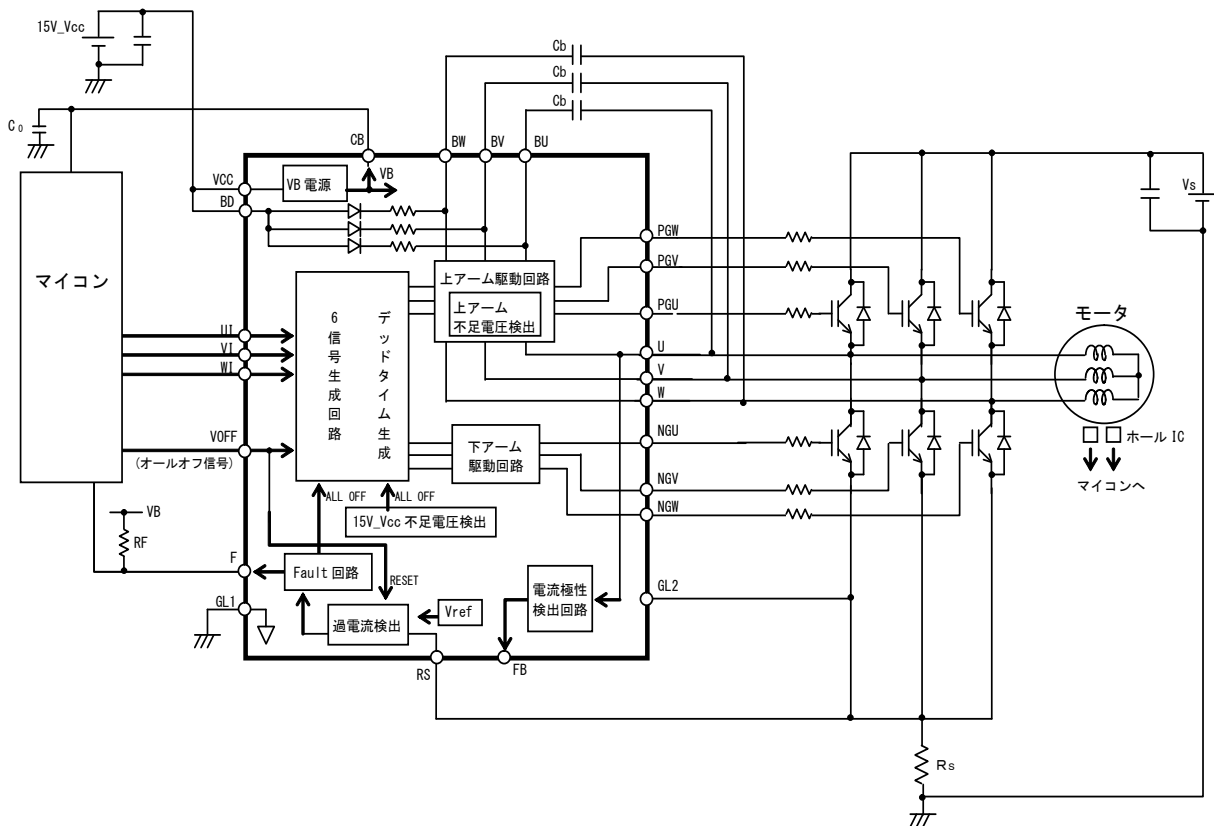 15V_Vcc
Cb
Cb
Cb
C₀
CB
BW
BV
BU
VCC
VB 電源
VB
BD
Vs
PGW
PGV
PGU
マイコン
上アーム駆動回路
上アーム
不足電圧検出
6信号生成回路
デッドタイム生成
モータ
UI
VI
WI
U
V
W
VOFF
(オールオフ信号)
下アーム
駆動回路
NGU
NGV
NGW
ホール IC
マイコンへ
ALL OFF
ALL OFF
15V_Vcc 不足電圧検出
VB
RF
F
Fault 回路
RESET
電流極性
検出回路
GL2
GL1
過電流検出
Vref
RS
FB
Rs